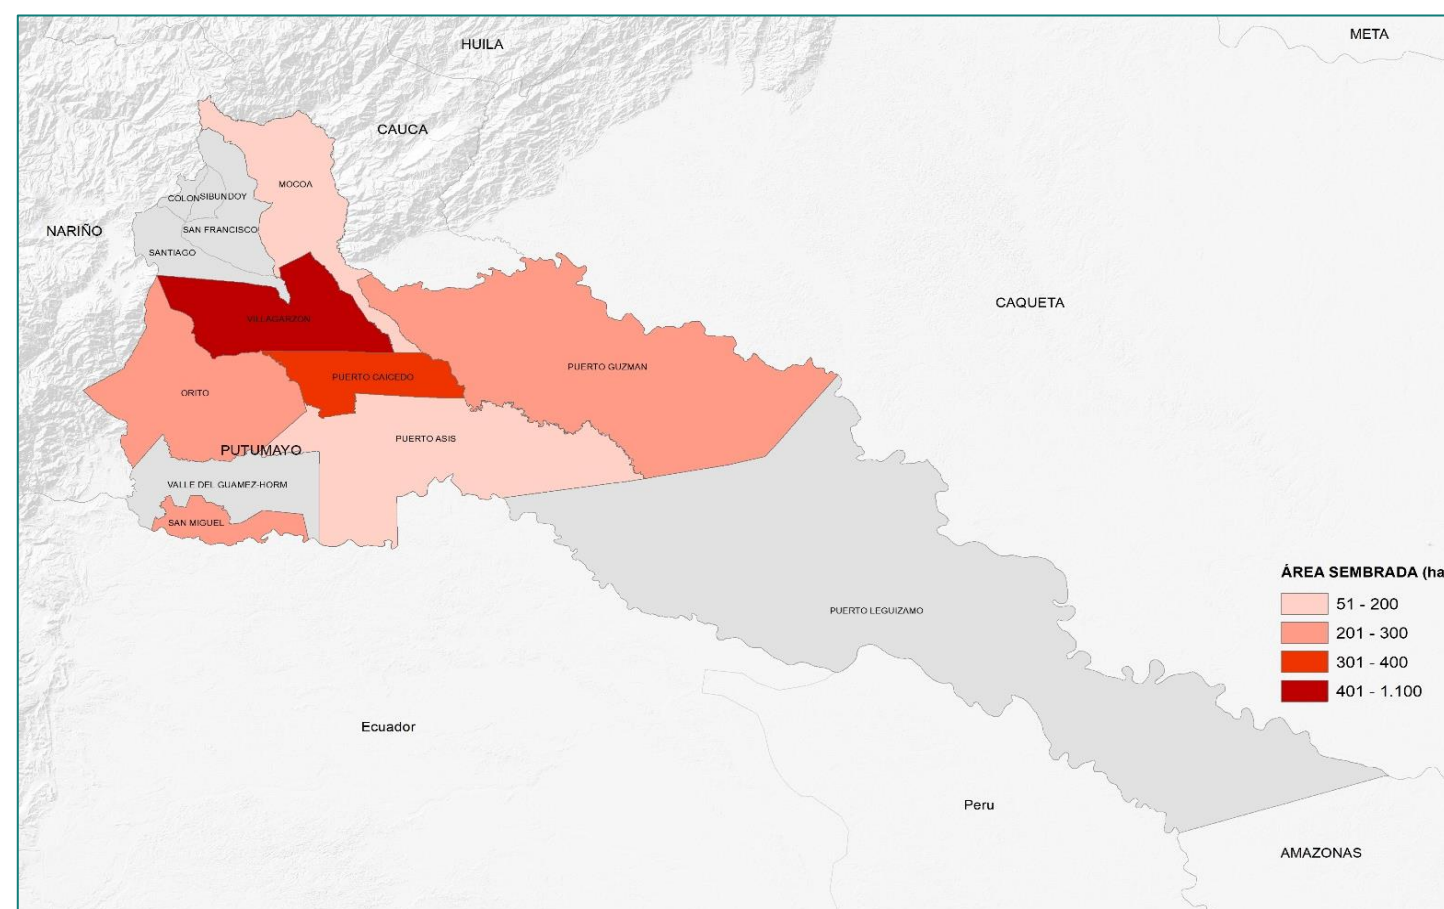 META
HUILA
CAUCA
MOCOA
COLON
SIBUNDOY
SAN FRANCISCO
NARIÑO
SANTIAGO
CAQUETA
VILLAGARZON
PUERTO GUZMAN
PUERTO CAICEDO
ORITO
PUERTO ASIS
PUTUMAYO
VALLE DEL GUAMEZ-HORM
SAN MIGUEL
PUERTO LEGUIZAMO
ÁREA SEMBRADA (ha
51 - 200
201 - 300
301 - 400
401 - 1.100
Ecuador
Peru
AMAZONAS